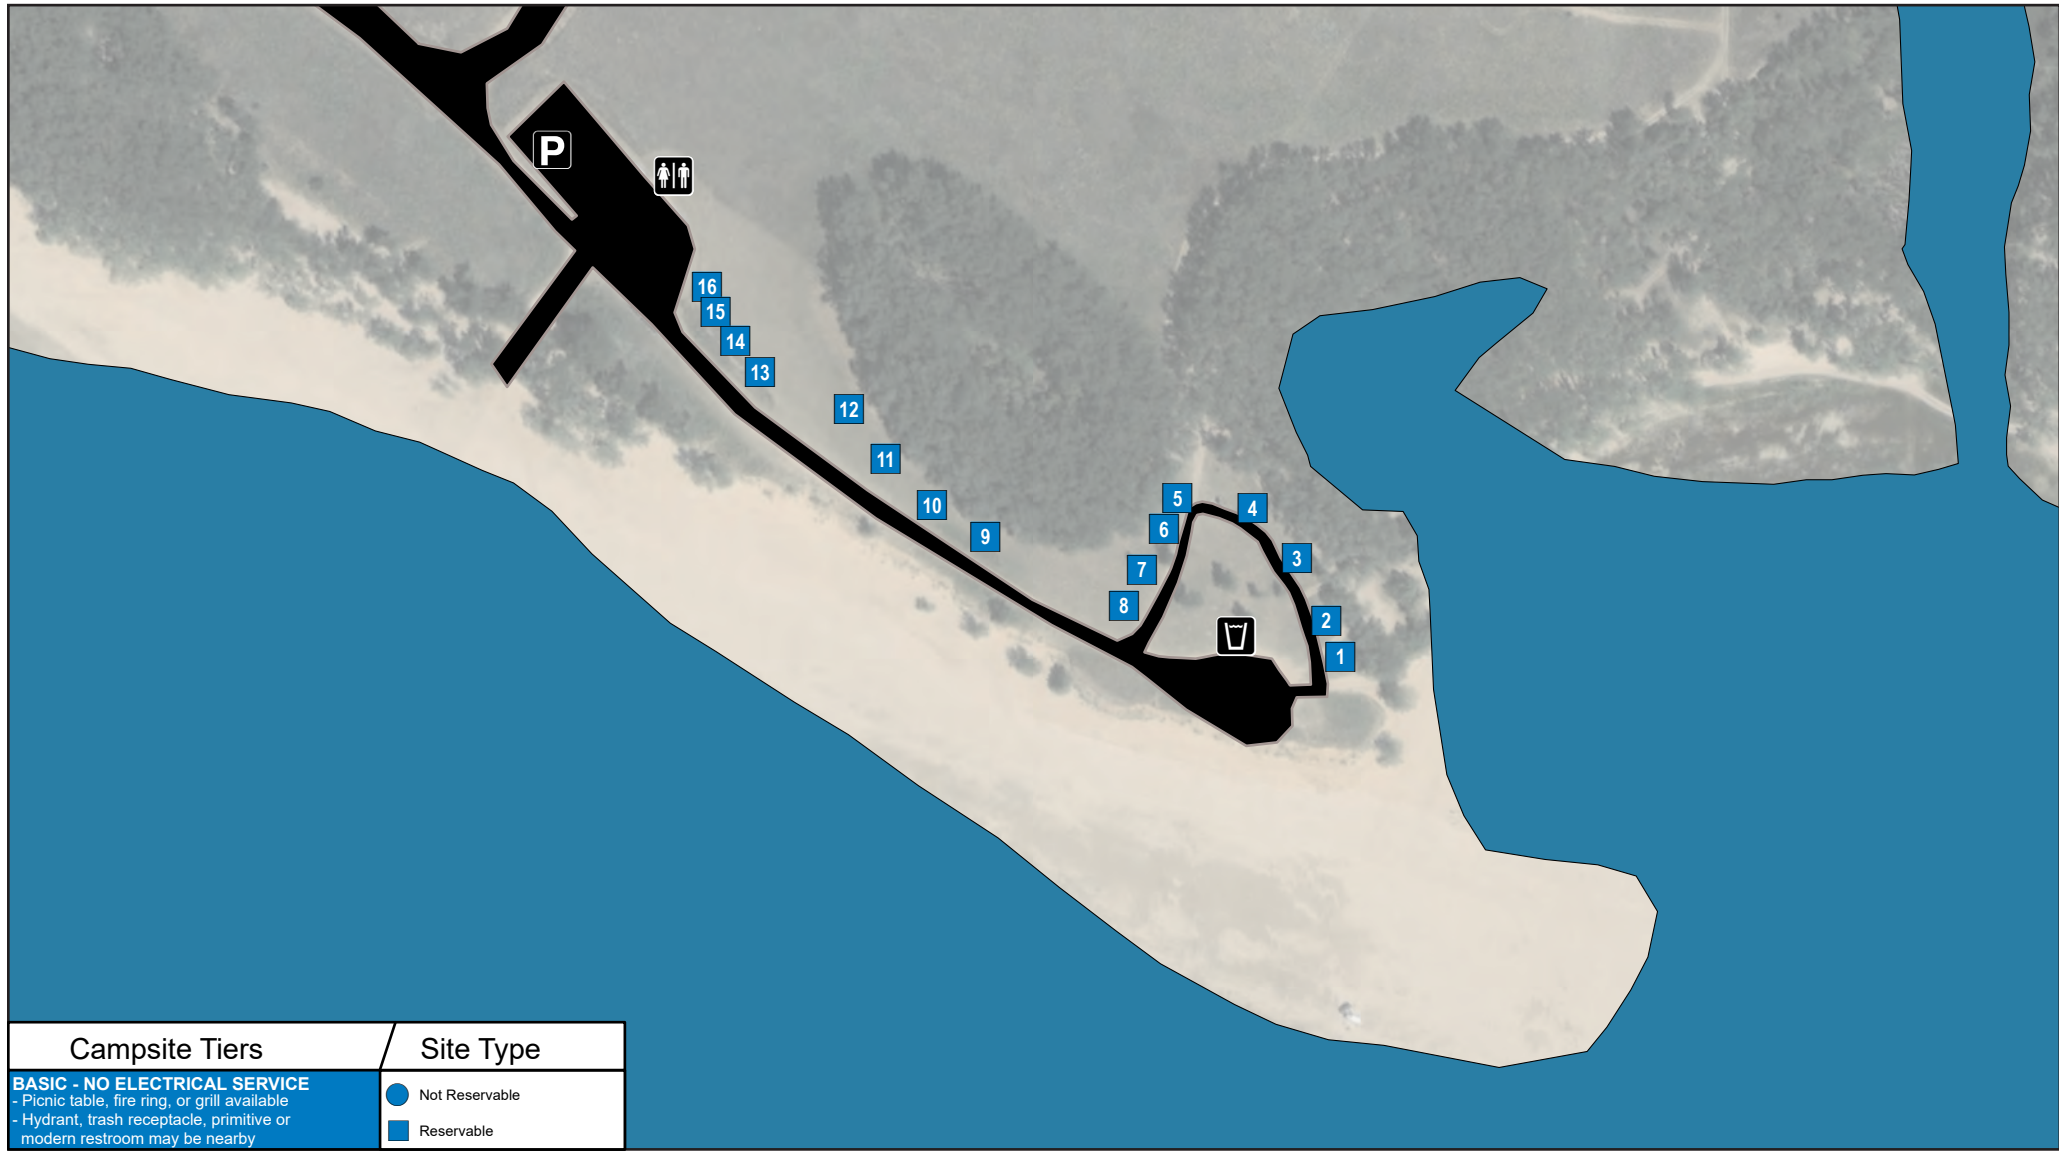 P
16
15
14
13
12
11
10
9
5
4
6
3
7
8
2
1
Campsite Tiers
Site Type
BASIC - NO ELECTRICAL SERVICE
- Picnic table, fire ring, or grill available
- Hydrant, trash receptacle, primitive or
modern restroom may be nearby
Not Reservable
Reservable